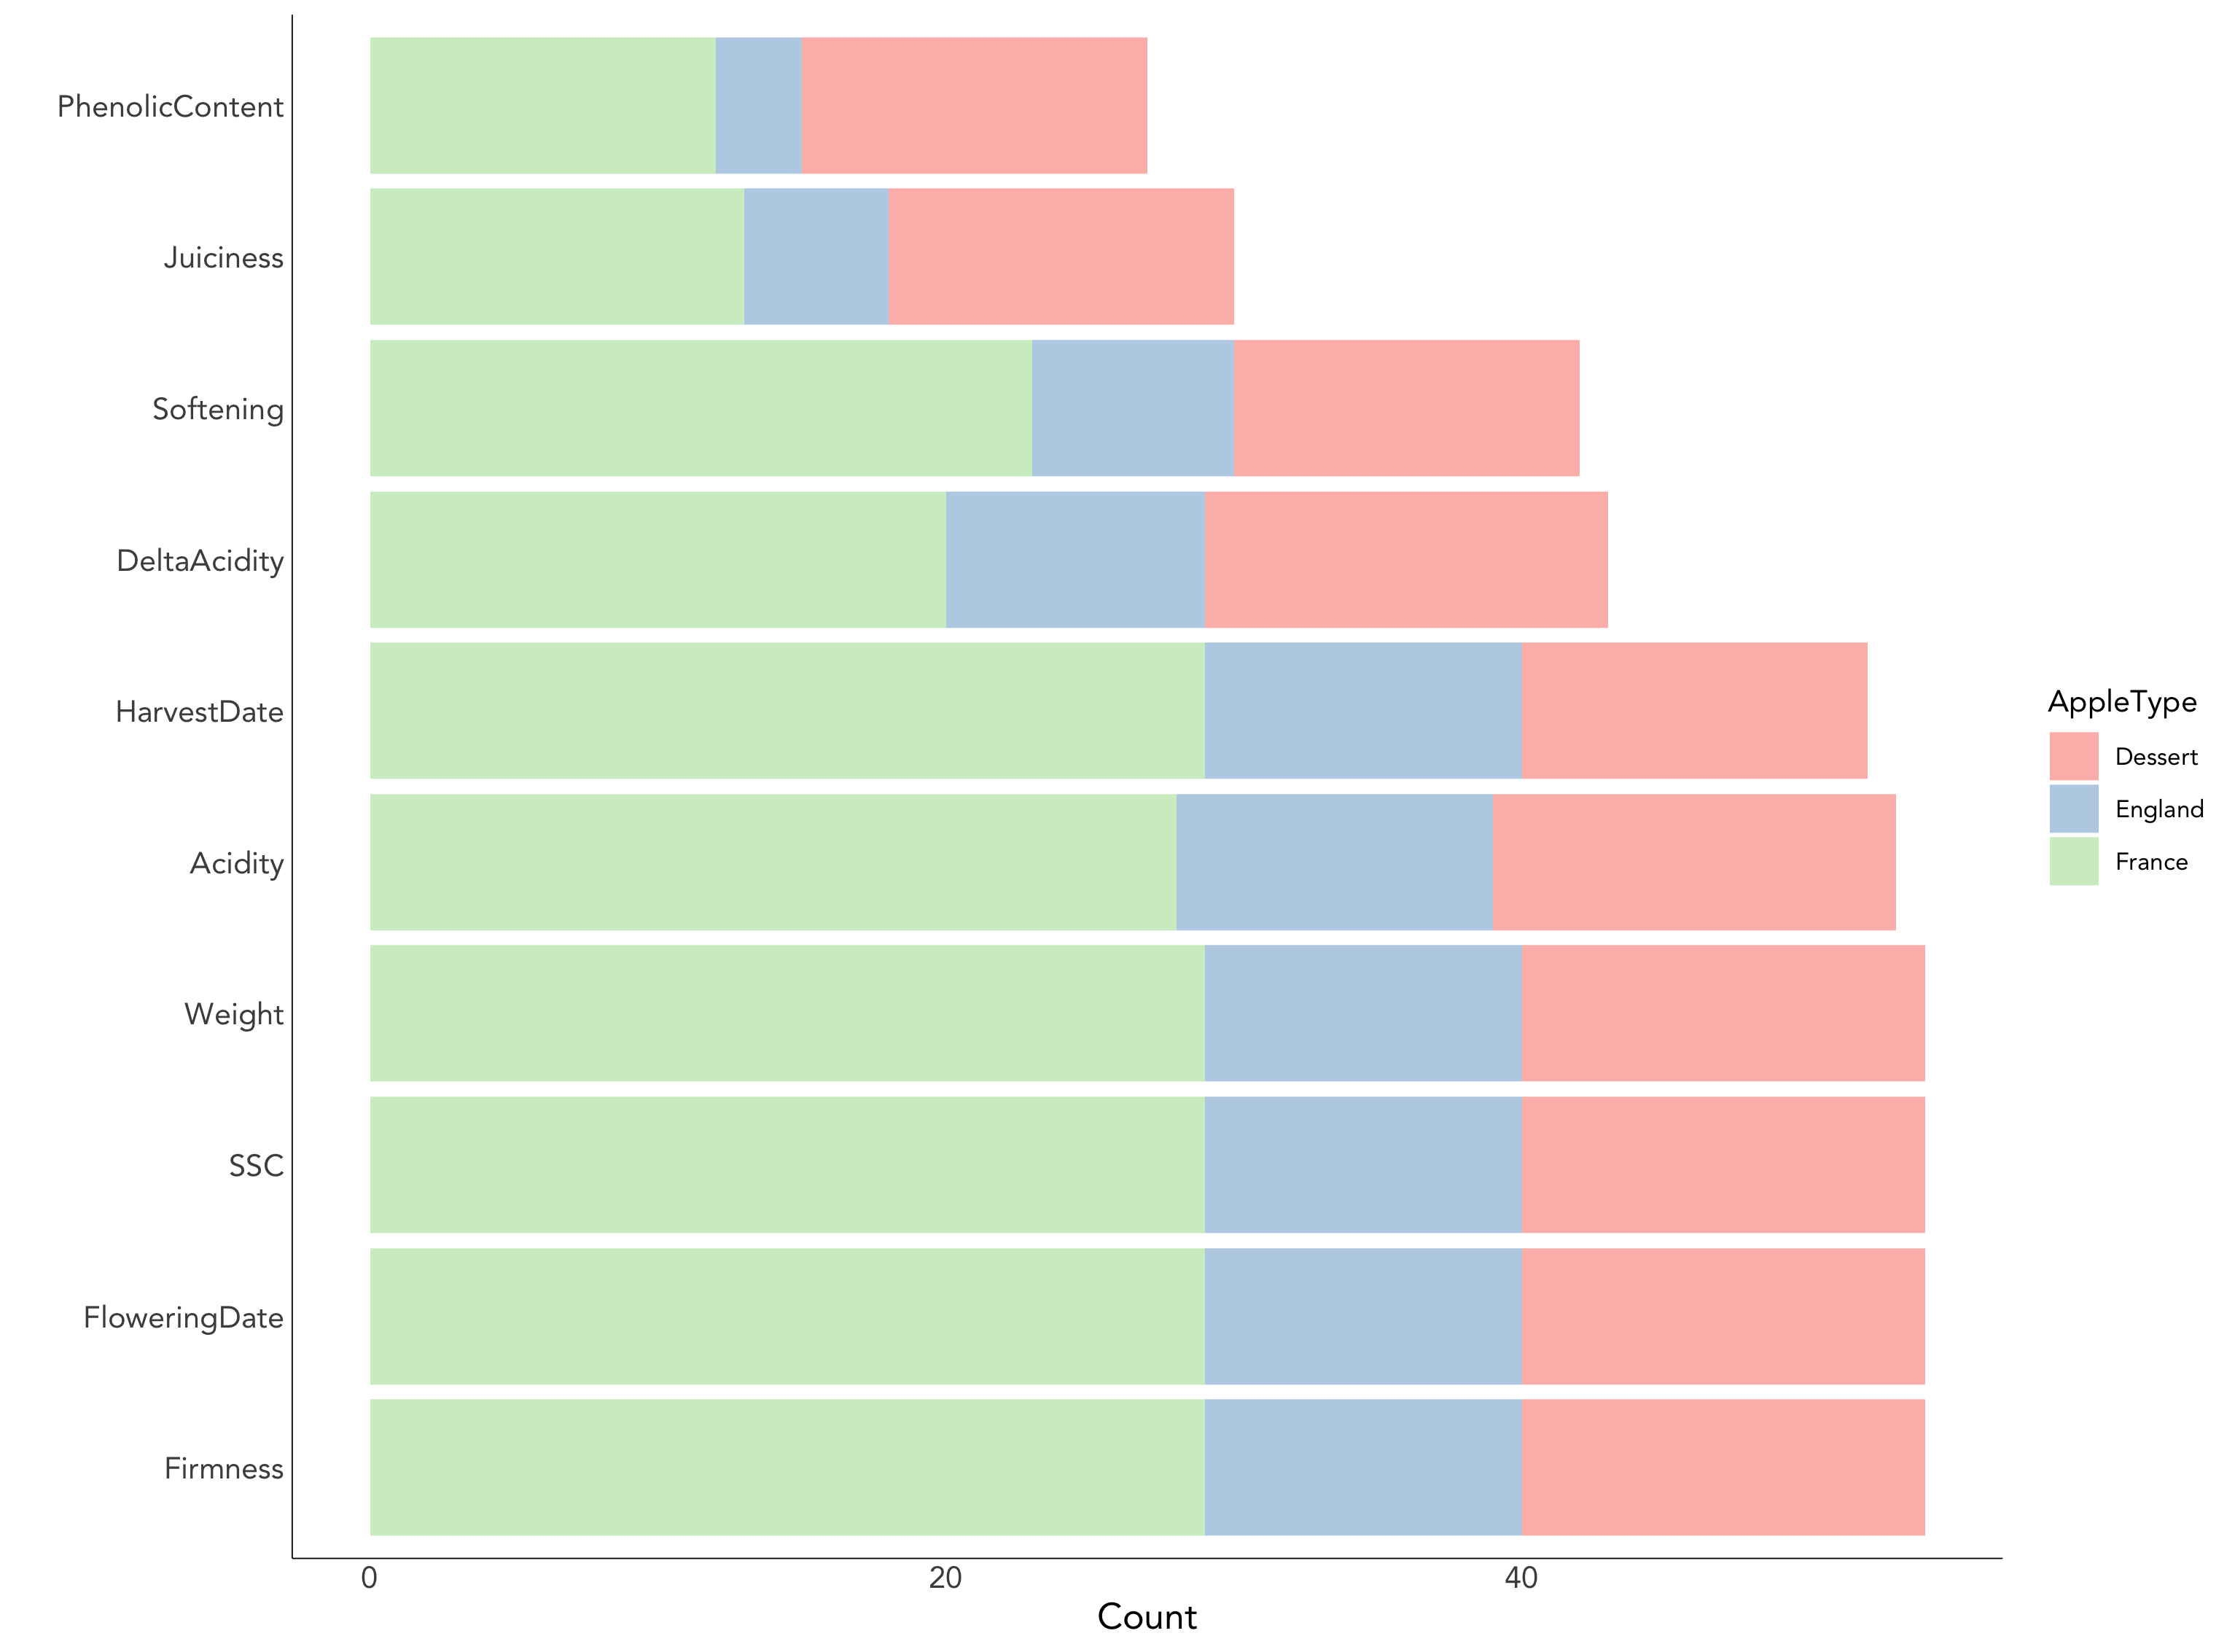 PhenolicContent
Juiciness
Softening
DeltaAcidity
HarvestDate
Acidity
Weight
SSC
FloweringDate
Firmness
0 20 40
Count
AppleType
Dessert
England
France